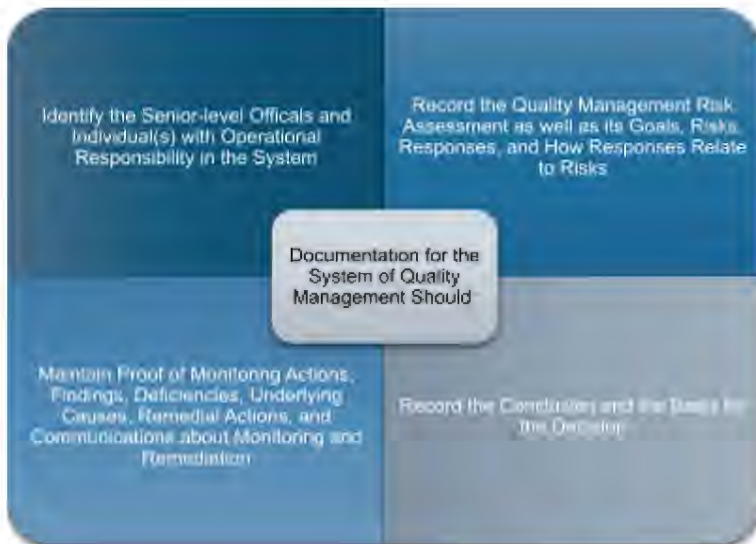 Identify the Senior-level Officals and
Individual(s) with Operational
Responsibility in the System
Record the Quality Management Risk
Assessment as well as its Goals, Risks,
Responses, and How Responses Relate
to Risks
Documentation for the
System of Quality
Management Should
Maintain Proof of Monitoring Actions,
Findings, Deficiencies, Underlying
Causes, Remedial Actions, and
Communications about Monitoring and
Remediation
Record the Conclusion and the Basis for
the Decision